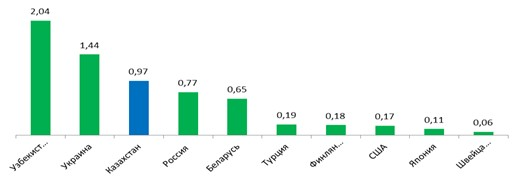 2,04
1,44
0,97
0,77
0,65
0,19
0,18
0,17
0,11
0,06
Узбекист...
Украина
Казахстан
Россия
Беларусь
Турция
Финлян...
США
Япония
Швейца...